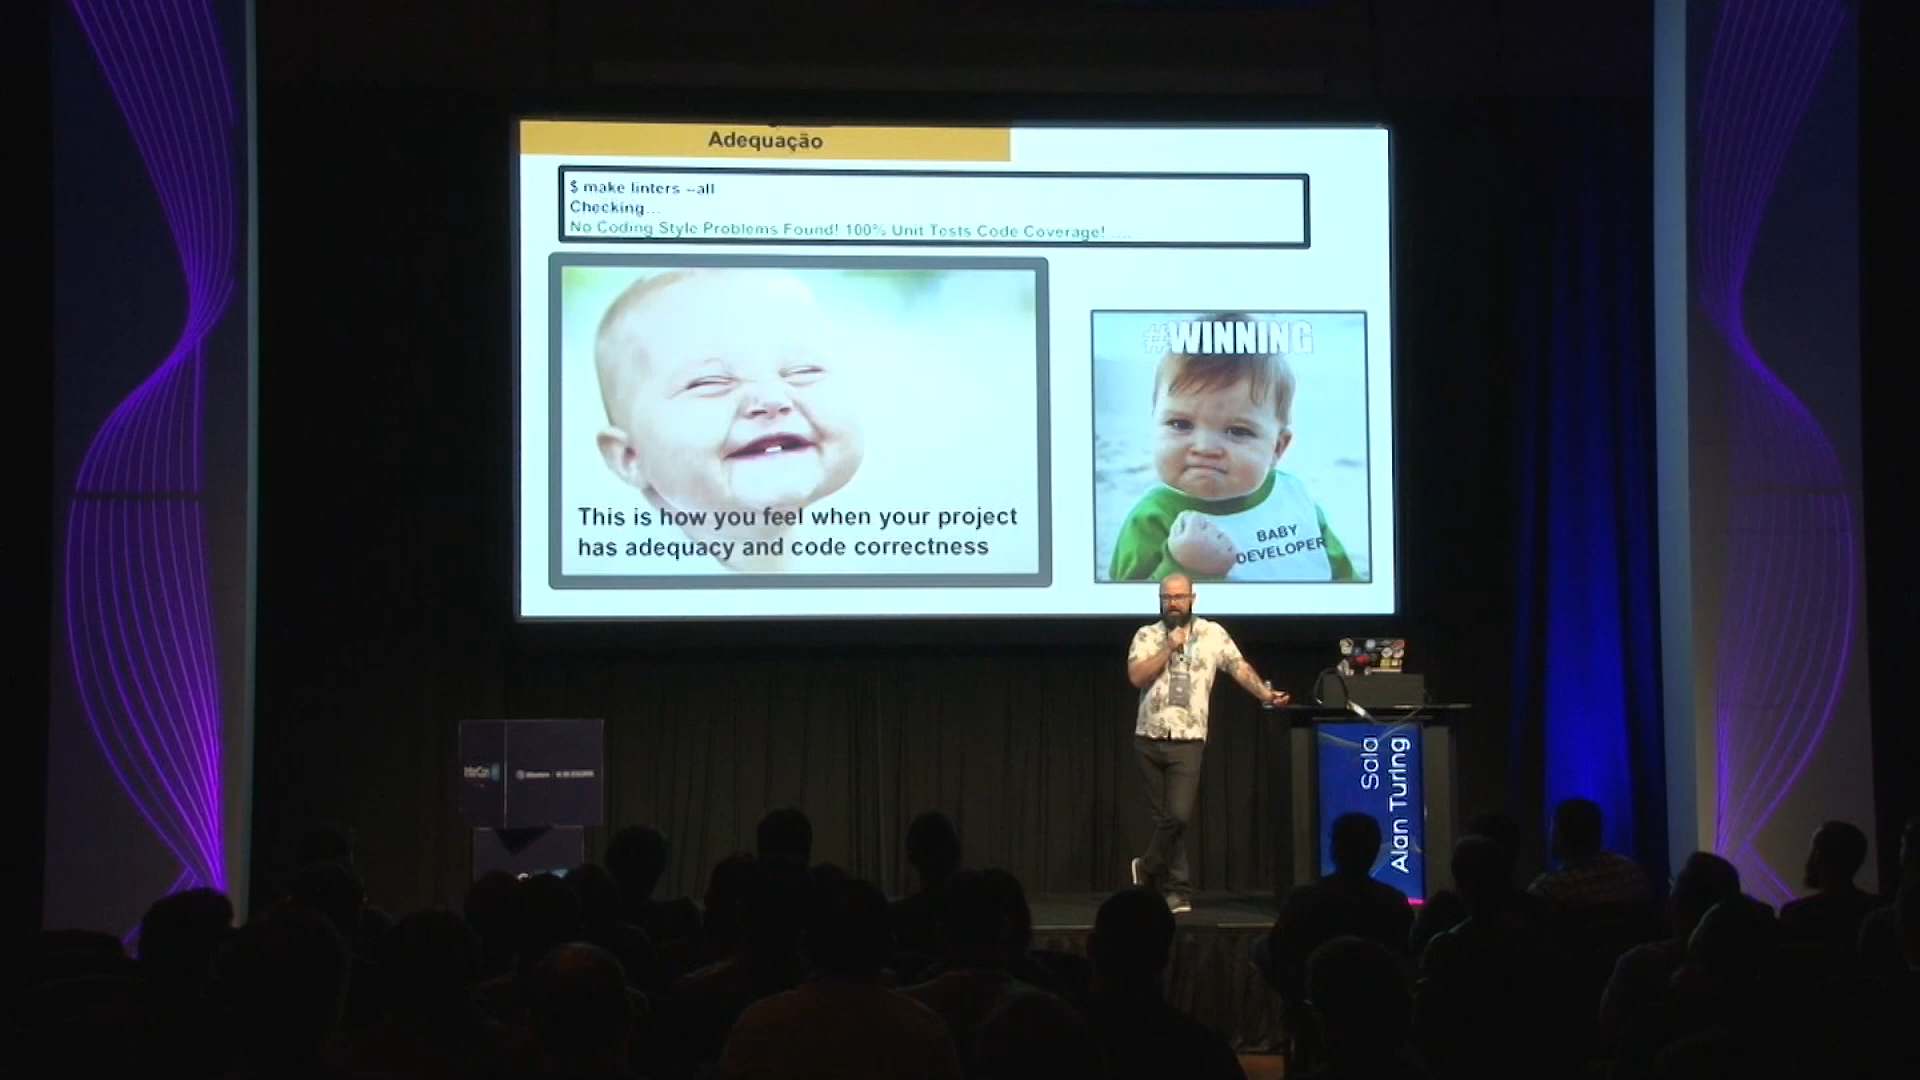 Adequação
$ make linters --all
Checking...
No Coding Style Problems Found! 100% Unit Tests Code Coverage! ....
#WINNING
This is how you feel when your project
has adequacy and code correctness
BABY
DEVELOPER
Sala
Alan Turing